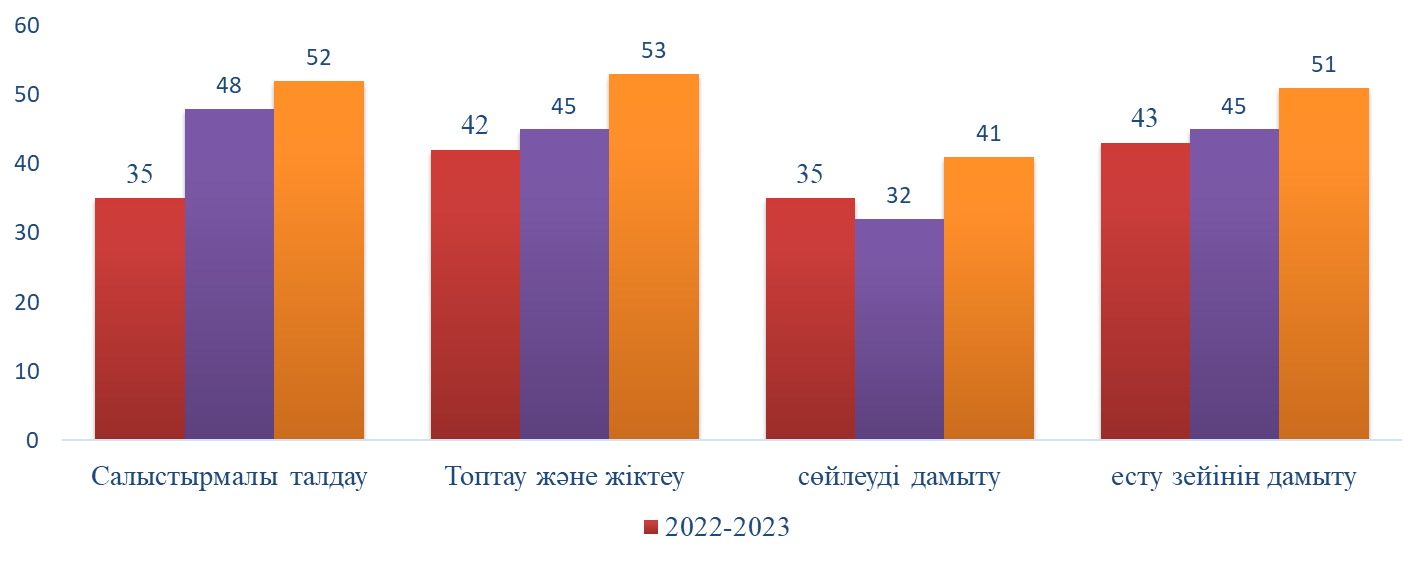 60
50
40
30
20
10
0
35 48 52
42 45 53
35 32 41
43 45 51
Салыстырмалы талдау
Топтау және жіктеу
сөйлеуді дамыту
есту зейінін дамыту
2022-2023